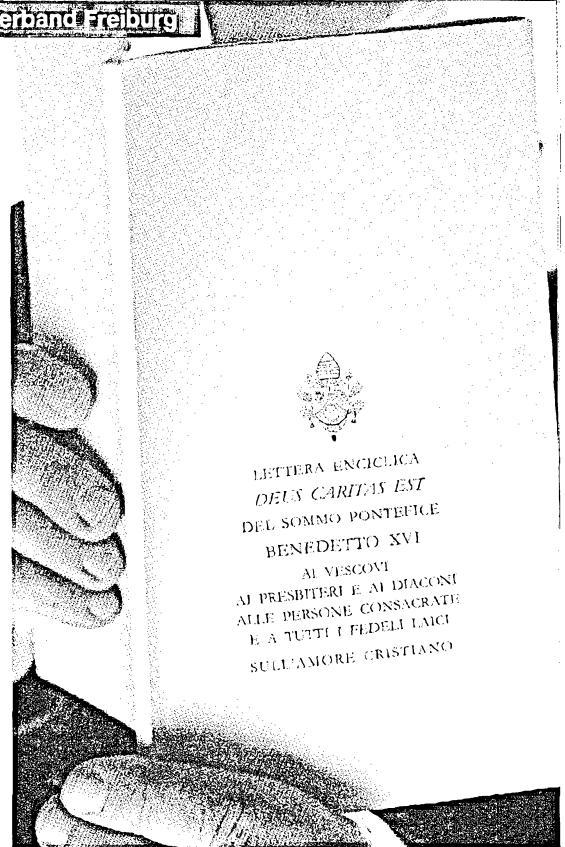 erband Freiburg
LETTERA ENCICLICA
DEUS CARITAS EST
DEL SOMMO PONTEFICE
BENEDETTO XVI
AI VESCOVI
AI PRESBITERI E AI DIACONI
ALLE PERSONE CONSACRATE
E A TUTTI I FEDELI LAICI
SULL'AMORE CRISTIANO